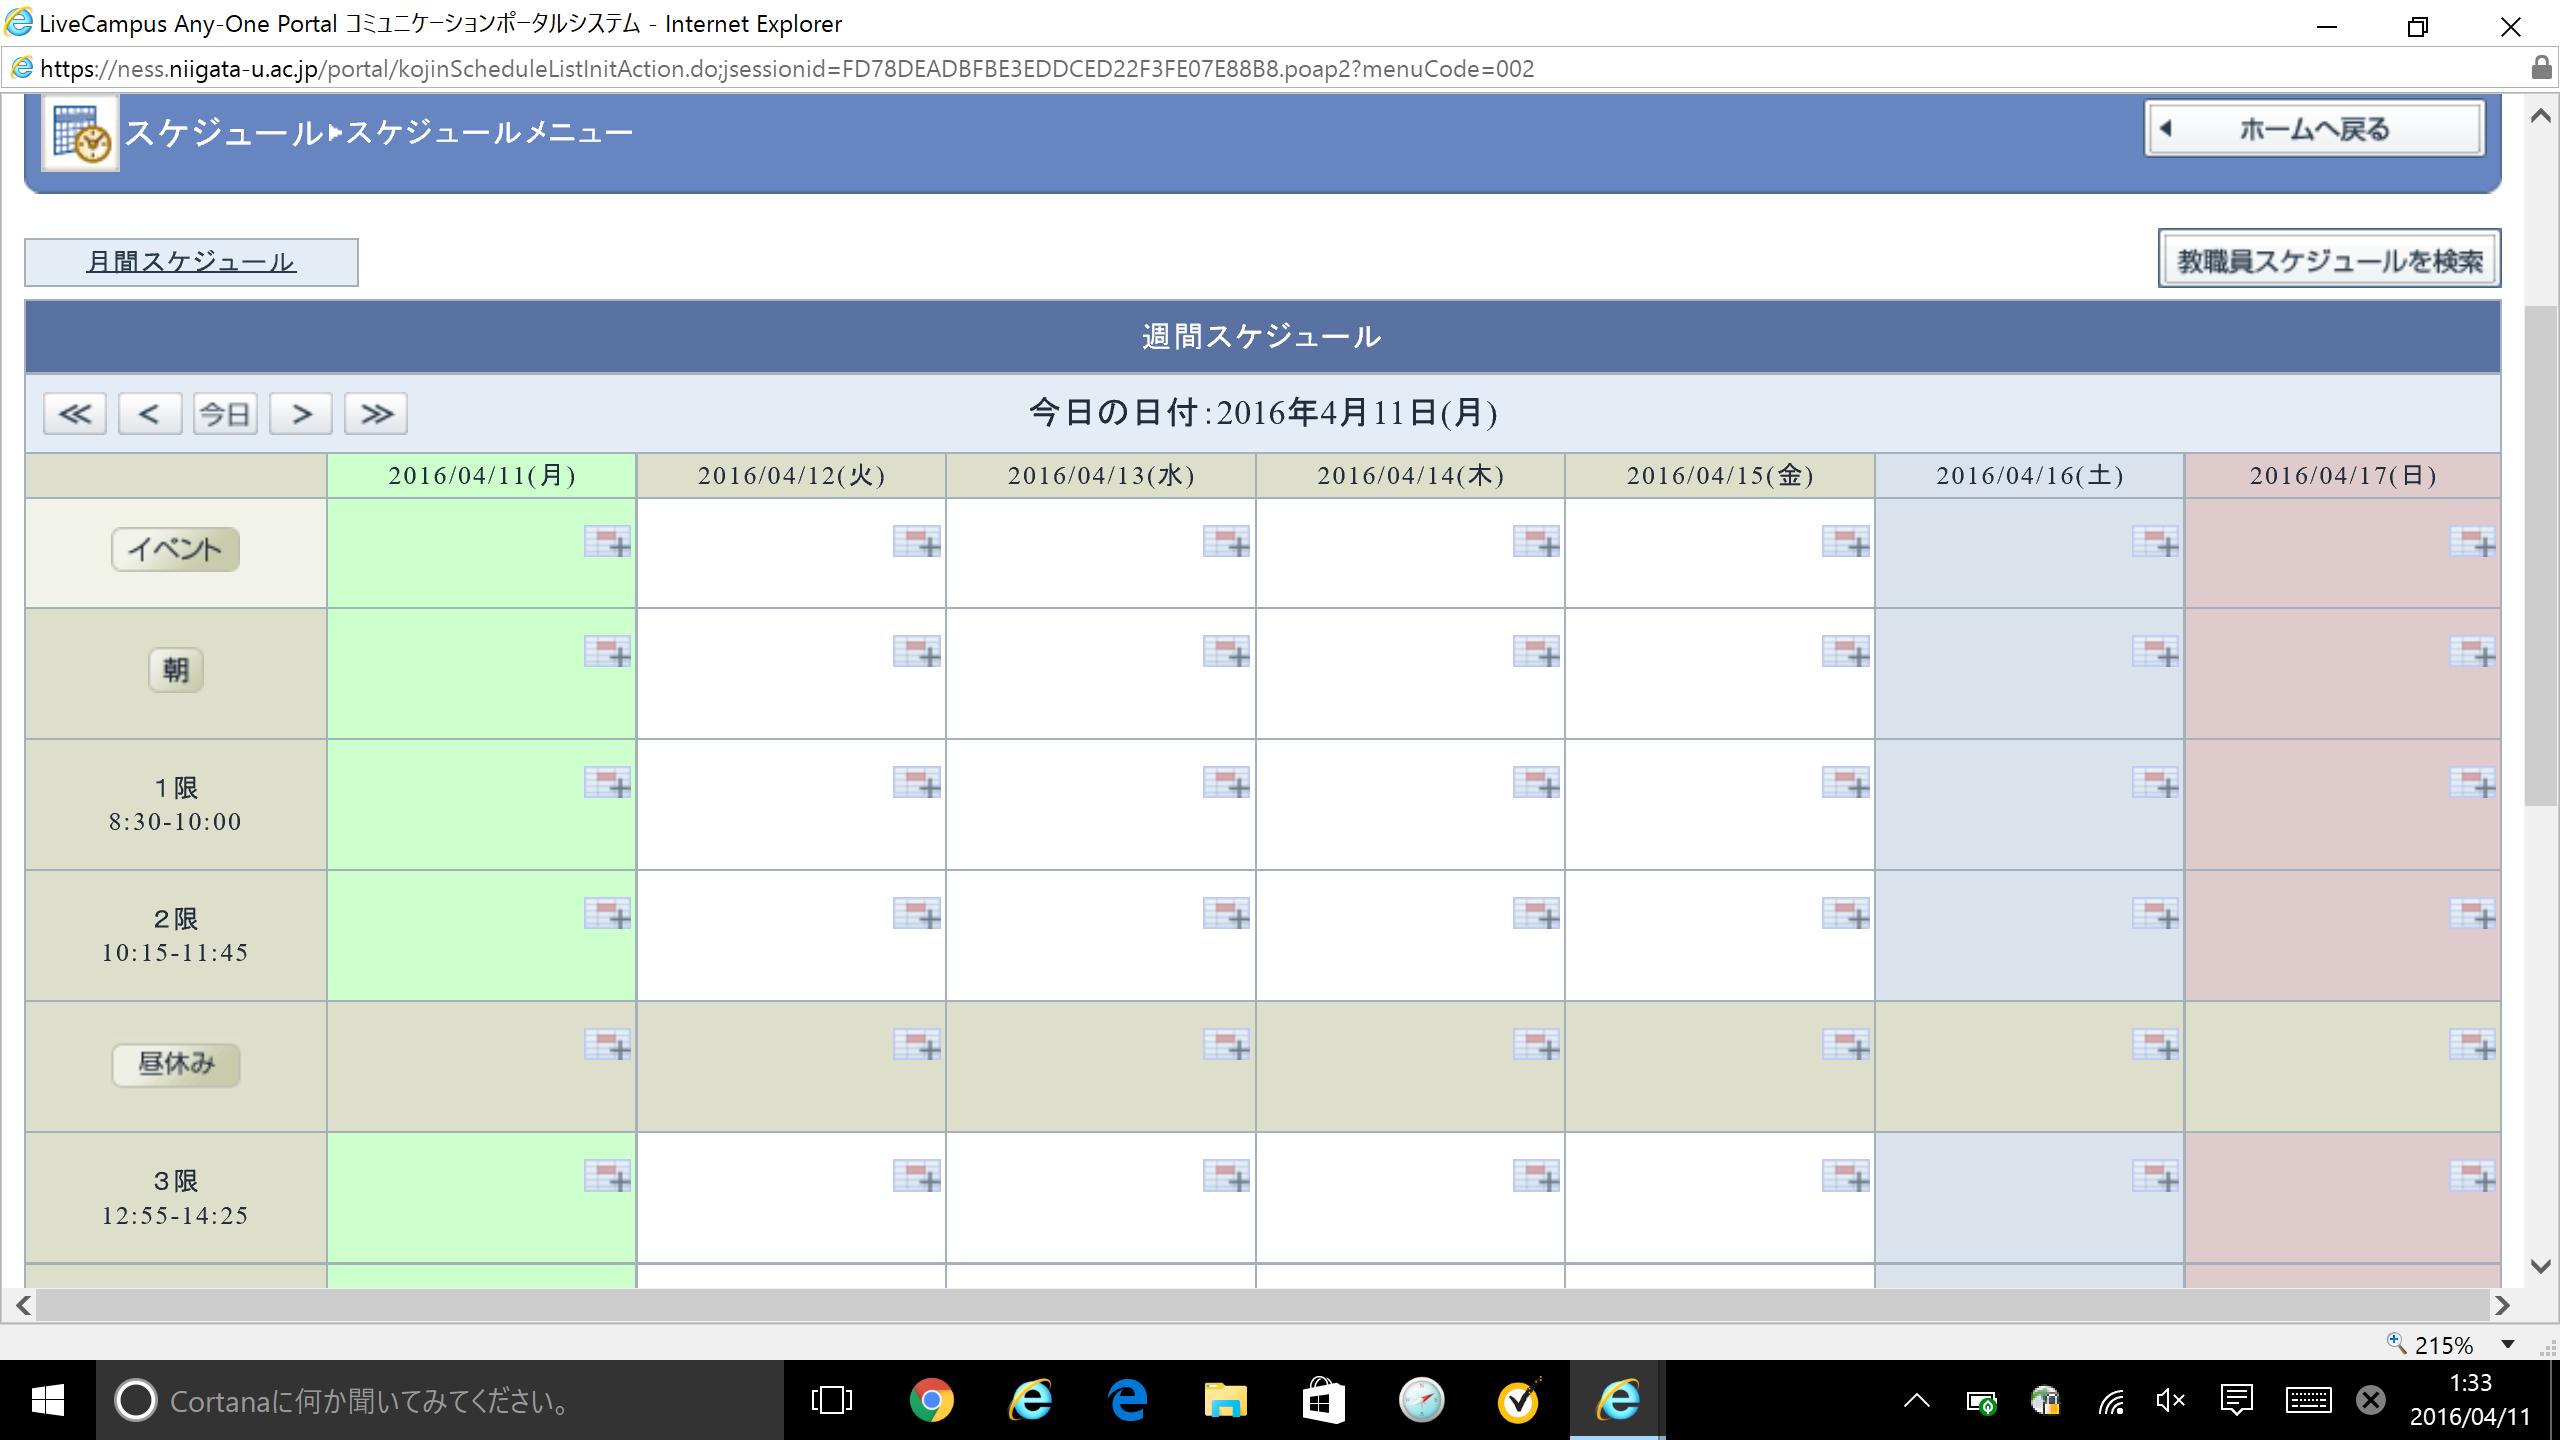 LiveCampus Any-One Portal コミュニケーションポータルシステム - Internet Explorer
https://ness.niigata-u.ac.jp/portal/kojinScheduleListInitAction.do;jsessionid=FD78DEADBFBE3EDDCED22F3FE07E88B8.poap2?menuCode=002
スケジュール▶スケジュールメニュー
ホームへ戻る
月間スケジュール
教職員スケジュールを検索
週間スケジュール
≪ < 今日 > ≫
今日の日付:2016年4月11日(月)
2016/04/11(月) 2016/04/12(火) 2016/04/13(水) 2016/04/14(木) 2016/04/15(金) 2016/04/16(土) 2016/04/17(日)
イベント
朝
1限
8:30-10:00
2限
10:15-11:45
昼休み
3限
12:55-14:25
215%
Cortanaに何か聞いてみてください。
1:33
2016/04/11